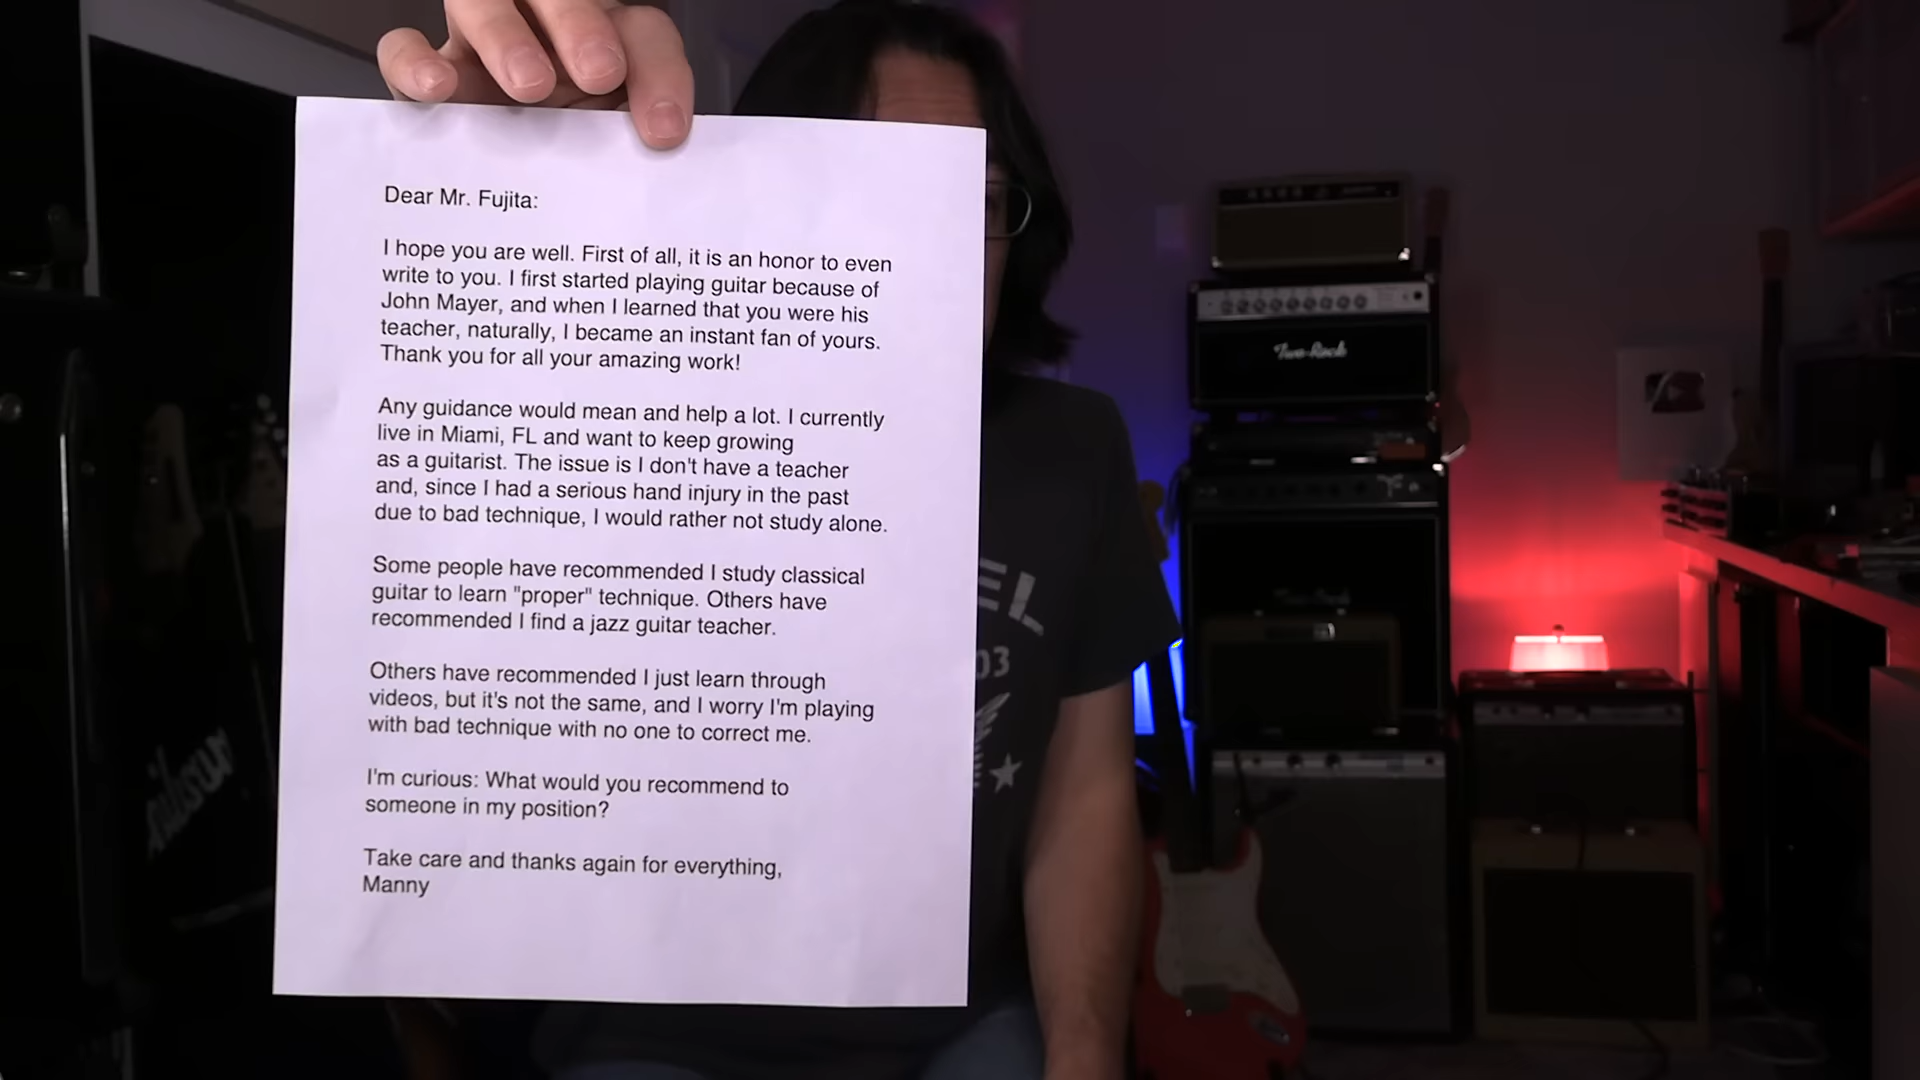 Dear Mr. Fujita:
I hope you are well. First of all, it is an honor to even
write to you. I first started playing guitar because of
John Mayer, and when I learned that you were his
teacher, naturally, I became an instant fan of yours.
Thank you for all your amazing work!
Any guidance would mean and help a lot. I currently
live in Miami, FL and want to keep growing
as a guitarist. The issue is I don't have a teacher
and, since I had a serious hand injury in the past
due to bad technique, I would rather not study alone.
Some people have recommended I study classical
guitar to learn "proper" technique. Others have
recommended I find a jazz guitar teacher.
Others have recommended I just learn through
videos, but it's not the same, and I worry I'm playing
with bad technique with no one to correct me.
I'm curious: What would you recommend to
someone in my position?
Take care and thanks again for everything,
Manny
EL
03
Two-Rock
Gibson